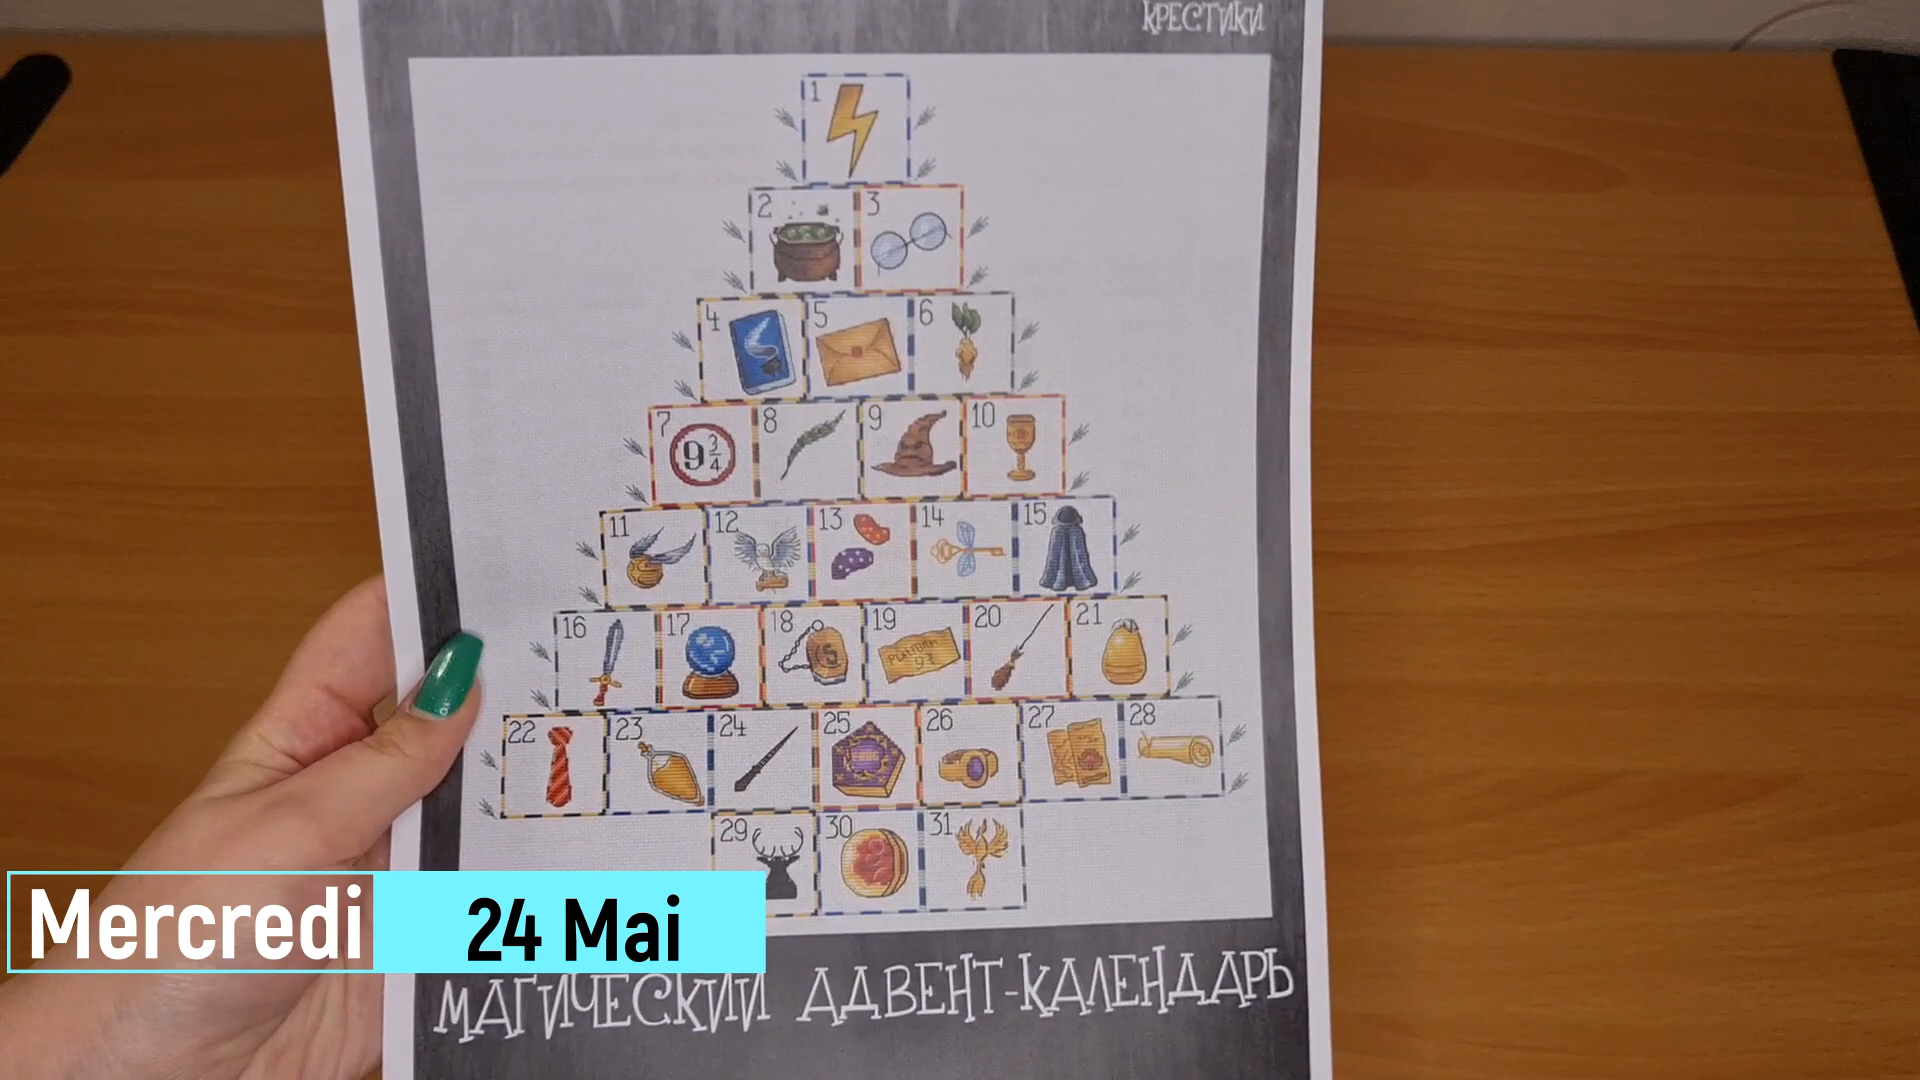 КРЕСТИКИ
1
2 3
4 5 6
7 9 3/4 8 9 10
11 12 13 14 15
16 17 18 S 19 20 21
22 23 24 25 26 27 28
29 30 31
Mercredi 24 Mai
МАГИЧЕСКИЙ АДВЕНТ-КАЛЕНДАРЬ